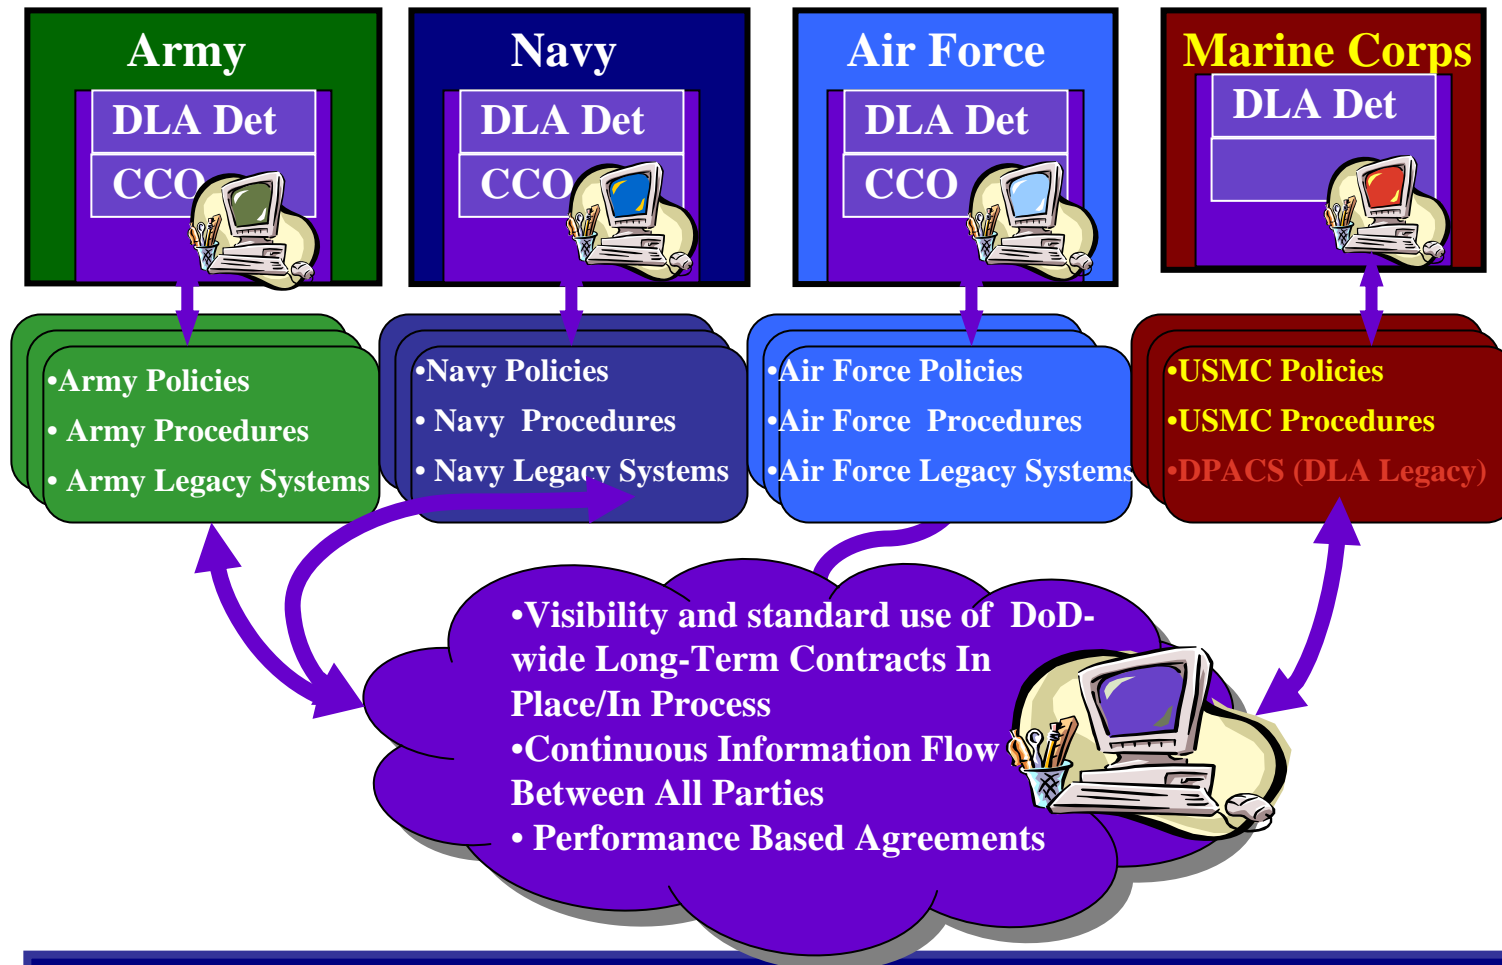 Army
DLA Det
CCO
Navy
DLA Det
CCO
Air Force
DLA Det
CCO
Marine Corps
DLA Det
•Army Policies
• Army Procedures
• Army Legacy Systems
•Navy Policies
• Navy Procedures
• Navy Legacy Systems
•Air Force Policies
•Air Force Procedures
•Air Force Legacy Systems
•USMC Policies
•USMC Procedures
•DPACS (DLA Legacy)
•Visibility and standard use of DoD-
wide Long-Term Contracts In
Place/In Process
•Continuous Information Flow
Between All Parties
• Performance Based Agreements